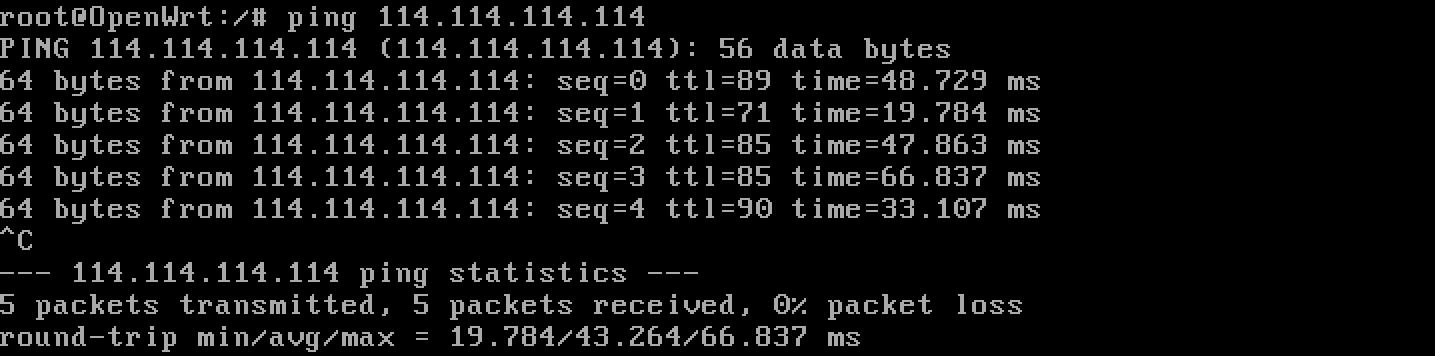 root@OpenWrt:/# ping 114.114.114.114
PING 114.114.114.114 (114.114.114.114): 56 data bytes
64 bytes from 114.114.114.114: seq=0 ttl=89 time=48.729 ms
64 bytes from 114.114.114.114: seq=1 ttl=71 time=19.784 ms
64 bytes from 114.114.114.114: seq=2 ttl=85 time=47.863 ms
64 bytes from 114.114.114.114: seq=3 ttl=85 time=66.837 ms
64 bytes from 114.114.114.114: seq=4 ttl=90 time=33.107 ms
^C
--- 114.114.114.114 ping statistics ---
5 packets transmitted, 5 packets received, 0% packet loss
round-trip min/avg/max = 19.784/43.264/66.837 ms